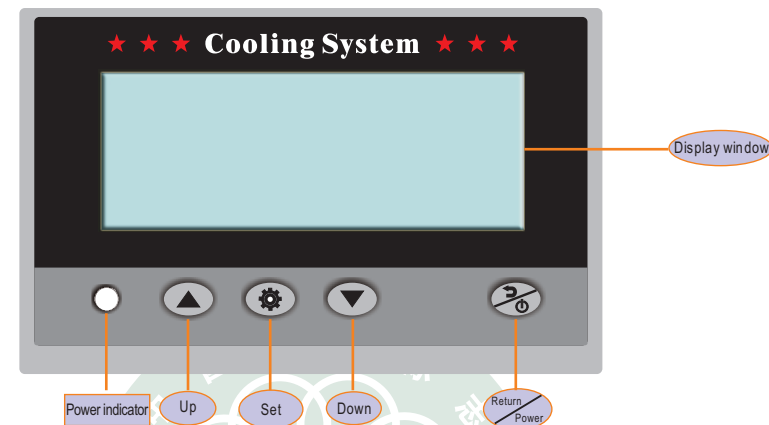 Cooling System
Display window
Power indicator
Up
Set
Down
Return
Power